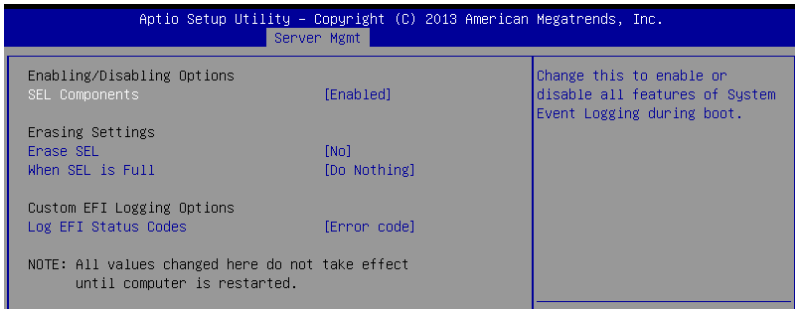 Aptio Setup Utility – Copyright (C) 2013 American Megatrends, Inc.
Server Mgmt
Enabling/Disabling Options
SEL Components [Enabled]
Erasing Settings
Erase SEL [No]
When SEL is Full [Do Nothing]
Custom EFI Logging Options
Log EFI Status Codes [Error code]
NOTE: All values changed here do not take effect
until computer is restarted.
Change this to enable or
disable all features of System
Event Logging during boot.